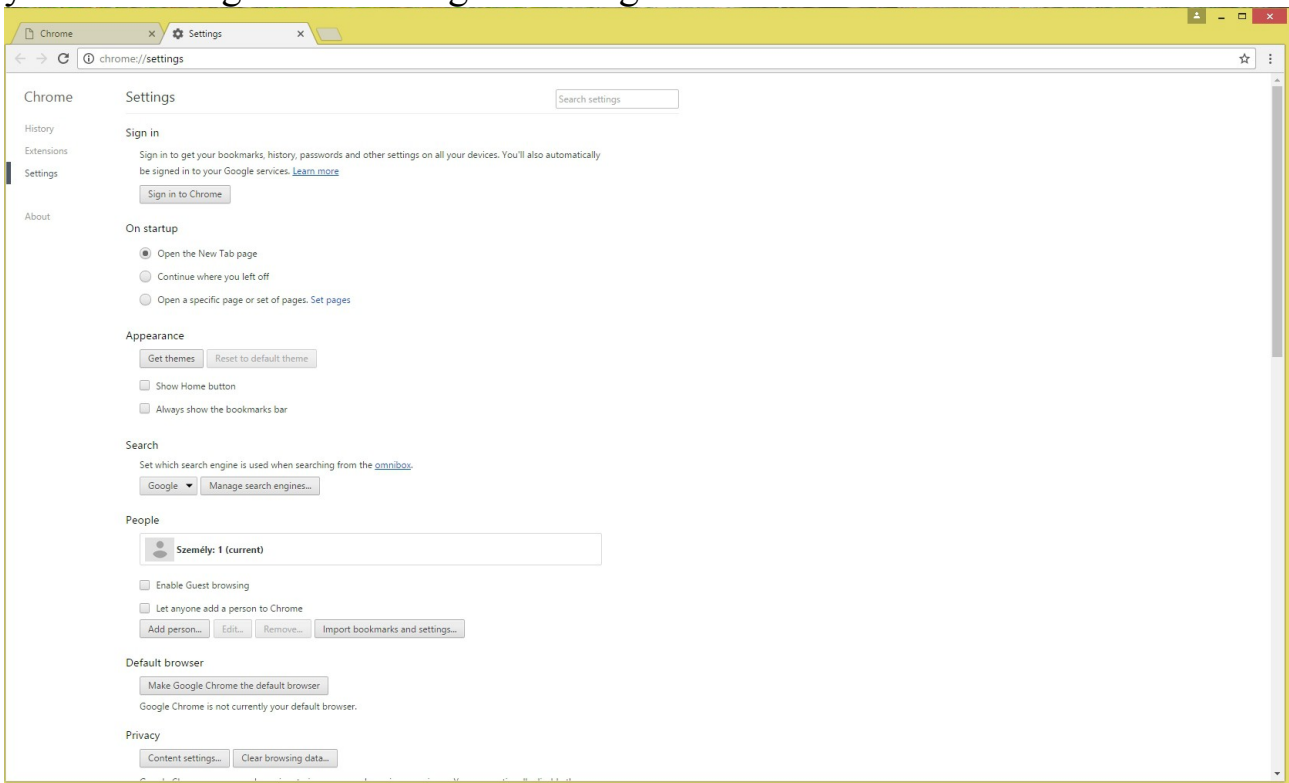 Chrome
Settings
chrome://settings
Chrome
History
Extensions
Settings
About
Settings
Search settings
Sign in
Sign in to get your bookmarks, history, passwords and other settings on all your devices. You'll also automatically
be signed in to your Google services. Learn more
Sign in to Chrome
On startup
Open the New Tab page
Continue where you left off
Open a specific page or set of pages. Set pages
Appearance
Get themes Reset to default theme
Show Home button
Always show the bookmarks bar
Search
Set which search engine is used when searching from the omnibox.
Google Manage search engines...
People
Személy: 1 (current)
Enable Guest browsing
Let anyone add a person to Chrome
Add person... Edit... Remove... Import bookmarks and settings...
Default browser
Make Google Chrome the default browser
Google Chrome is not currently your default browser.
Privacy
Content settings... Clear browsing data...